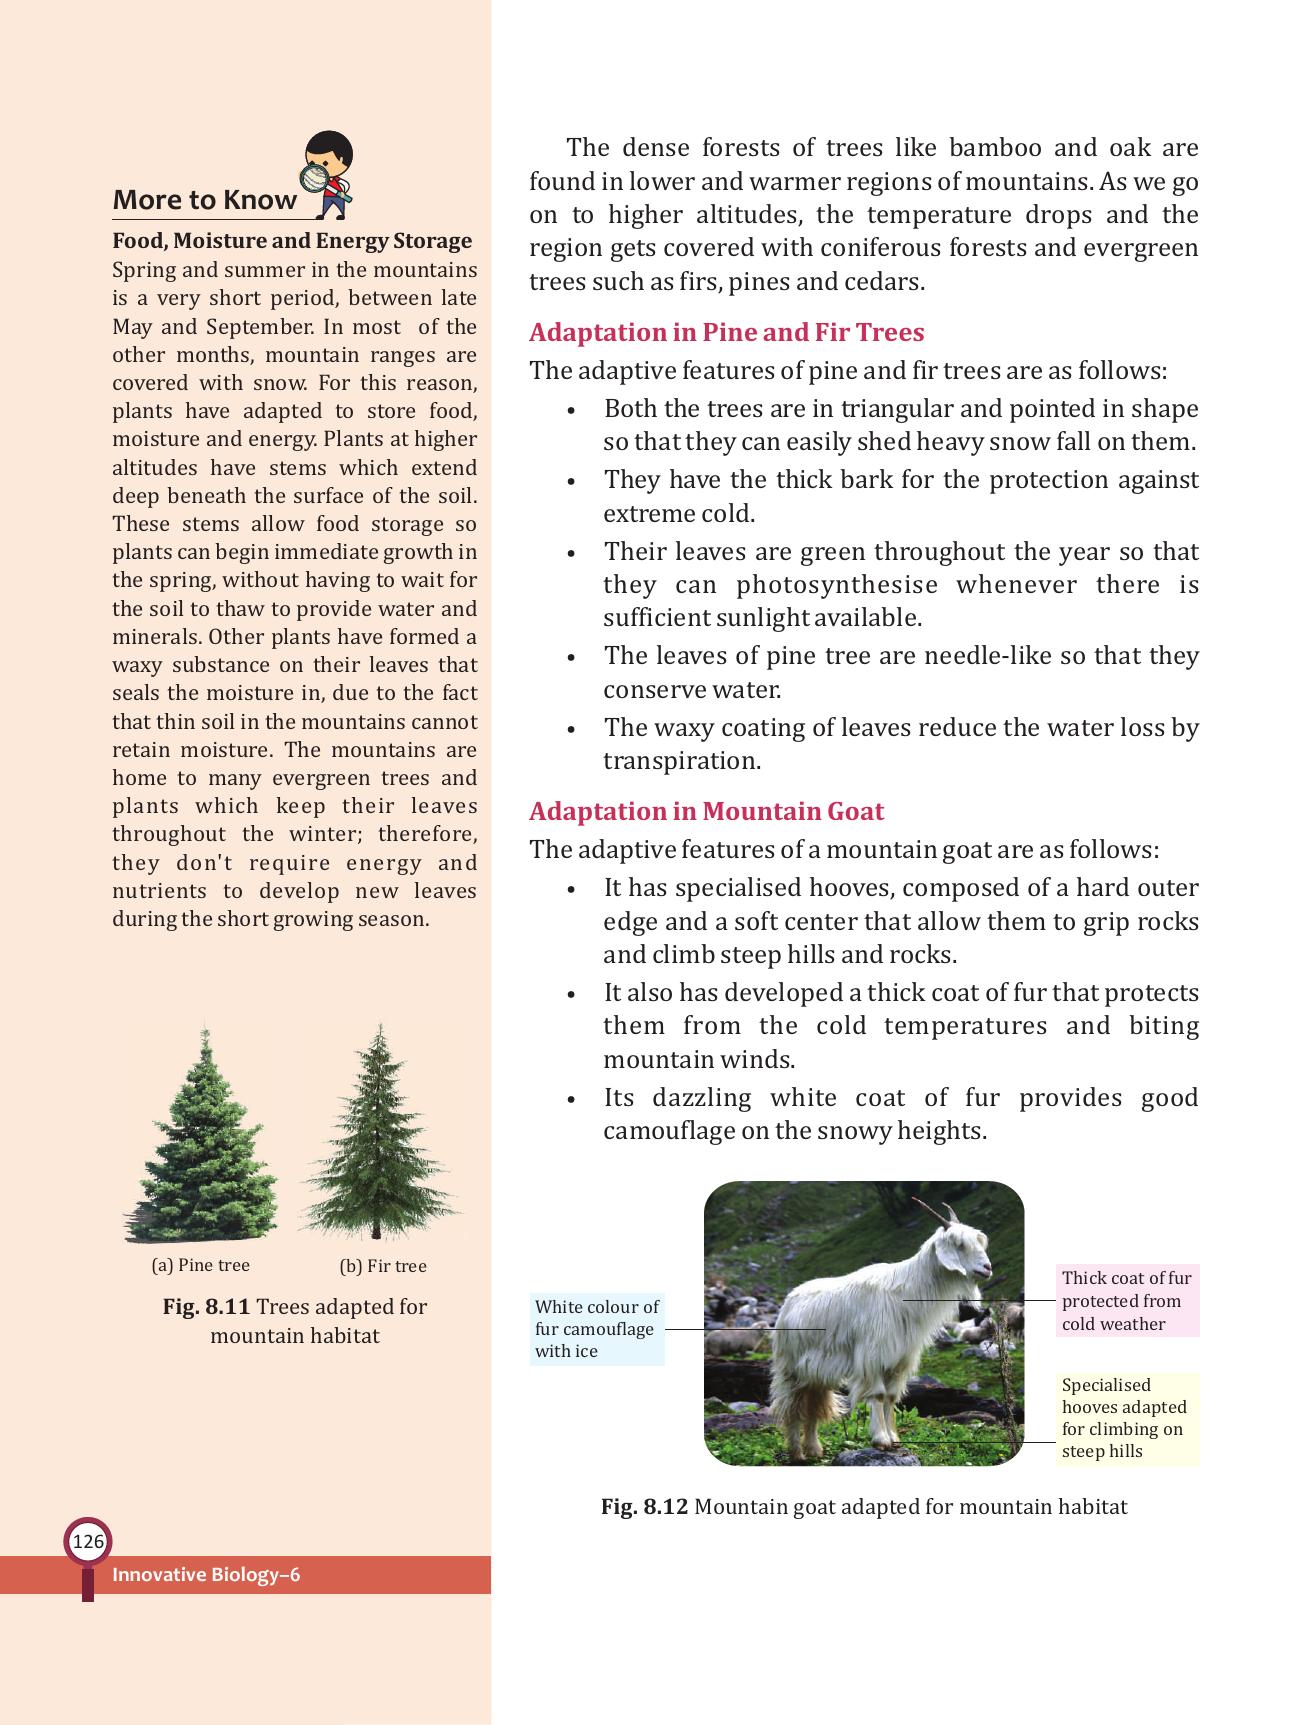 More to Know
Food, Moisture and Energy Storage
Spring and summer in the mountains
is a very short period, between late
May and September. In most of the
other months, mountain ranges are
covered with snow. For this reason,
plants have adapted to store food,
moisture and energy. Plants at higher
altitudes have stems which extend
deep beneath the surface of the soil.
These stems allow food storage so
plants can begin immediate growth in
the spring, without having to wait for
the soil to thaw to provide water and
minerals. Other plants have formed a
waxy substance on their leaves that
seals the moisture in, due to the fact
that thin soil in the mountains cannot
retain moisture. The mountains are
home to many evergreen trees and
plants which keep their leaves
throughout the winter; therefore,
they don't require energy and
nutrients to develop new leaves
during the short growing season.
(a) Pine tree
(b) Fir tree
Fig. 8.11 Trees adapted for
mountain habitat
The dense forests of trees like bamboo and oak are
found in lower and warmer regions of mountains. As we go
on to higher altitudes, the temperature drops and the
region gets covered with coniferous forests and evergreen
trees such as firs, pines and cedars.
Adaptation in Pine and Fir Trees
The adaptive features of pine and fir trees are as follows:
• Both the trees are in triangular and pointed in shape
so that they can easily shed heavy snow fall on them.
• They have the thick bark for the protection against
extreme cold.
• Their leaves are green throughout the year so that
they can photosynthesise whenever there is
sufficient sunlight available.
• The leaves of pine tree are needle-like so that they
conserve water.
• The waxy coating of leaves reduce the water loss by
transpiration.
Adaptation in Mountain Goat
The adaptive features of a mountain goat are as follows:
• It has specialised hooves, composed of a hard outer
edge and a soft center that allow them to grip rocks
and climb steep hills and rocks.
• It also has developed a thick coat of fur that protects
them from the cold temperatures and biting
mountain winds.
• Its dazzling white coat of fur provides good
camouflage on the snowy heights.
White colour of
fur camouflage
with ice
Thick coat of fur
protected from
cold weather
Specialised
hooves adapted
for climbing on
steep hills
Fig. 8.12 Mountain goat adapted for mountain habitat
126
Innovative Biology–6